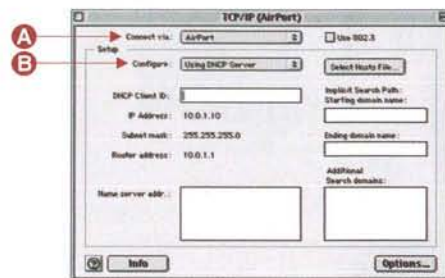 TCP/IP (AirPort)
A
Connect via: AirPort
Use 802.3
Setup
B
Configure: Using DHCP Server
Select Hosts File...
DHCP Client ID:
Implicit Search Path:
Starting domain name:
IP Address: 10.0.1.10
Subnet mask: 255.255.255.0
Ending domain name:
Router address: 10.0.1.1
Additional
Search domains:
Name server addr.:
?
Info
Options...